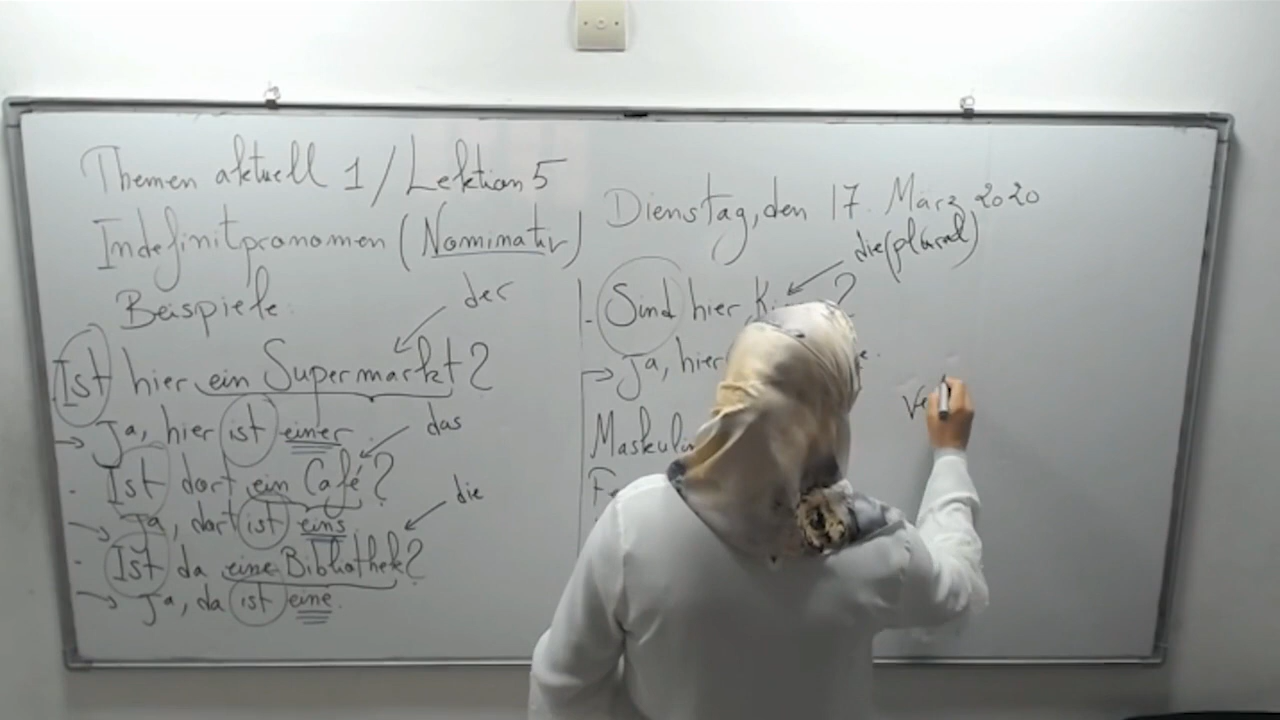 Themen aktuell 1 / Lektion 5
Indefinitpronomen (Nominativ)
Beispiele:
der
Ist hier ein Supermarkt?
→ Ja, hier ist einer.
das
- Ist dort ein Café?
→ Ja, dort ist eins.
die
- Ist da eine Bibliothek?
→ Ja, da ist eine.
Dienstag, den 17. März 2020
die (plural)
- Sind hier ?
→ Ja, hier
Maskulin